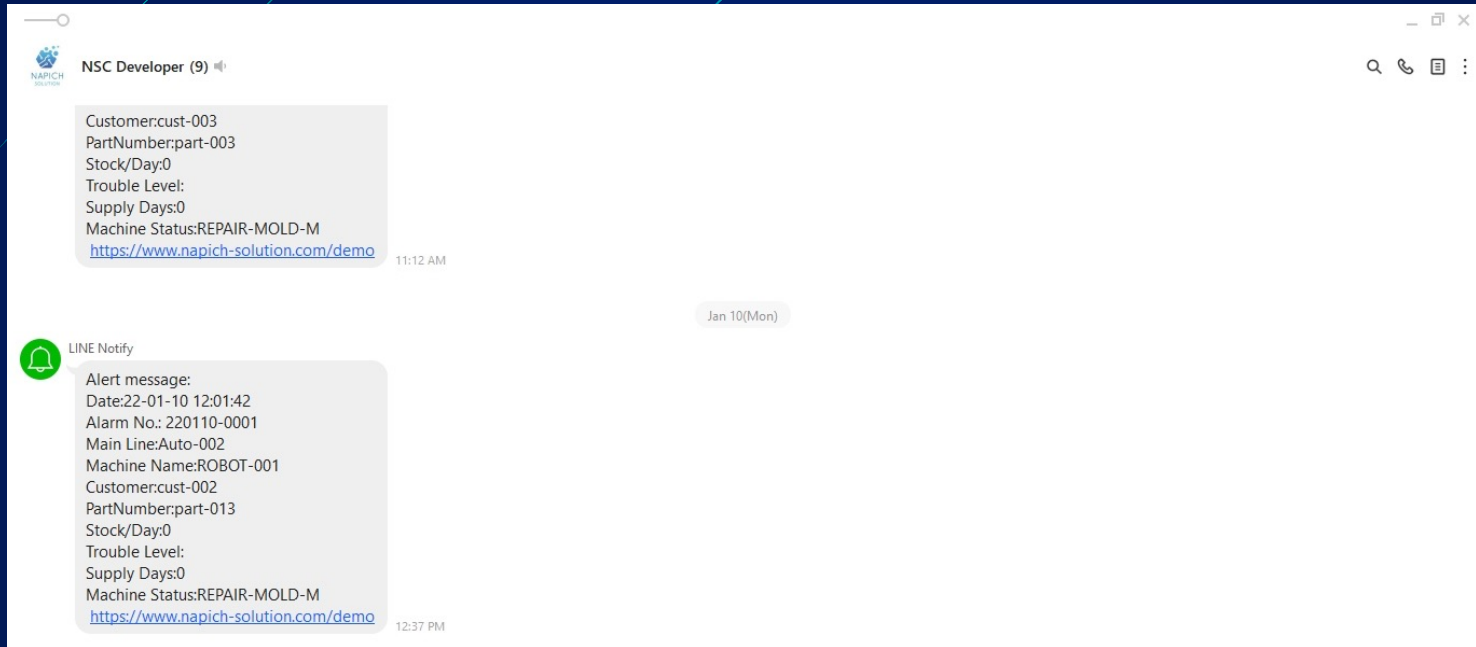 NAPICH
SOLUTION
NSC Developer (9)
Customer:cust-003
PartNumber:part-003
Stock/Day:0
Trouble Level:
Supply Days:0
Machine Status:REPAIR-MOLD-M
https://www.napich-solution.com/demo
11:12 AM
Jan 10(Mon)
LINE Notify
Alert message:
Date:22-01-10 12:01:42
Alarm No.: 220110-0001
Main Line:Auto-002
Machine Name:ROBOT-001
Customer:cust-002
PartNumber:part-013
Stock/Day:0
Trouble Level:
Supply Days:0
Machine Status:REPAIR-MOLD-M
https://www.napich-solution.com/demo
12:37 PM